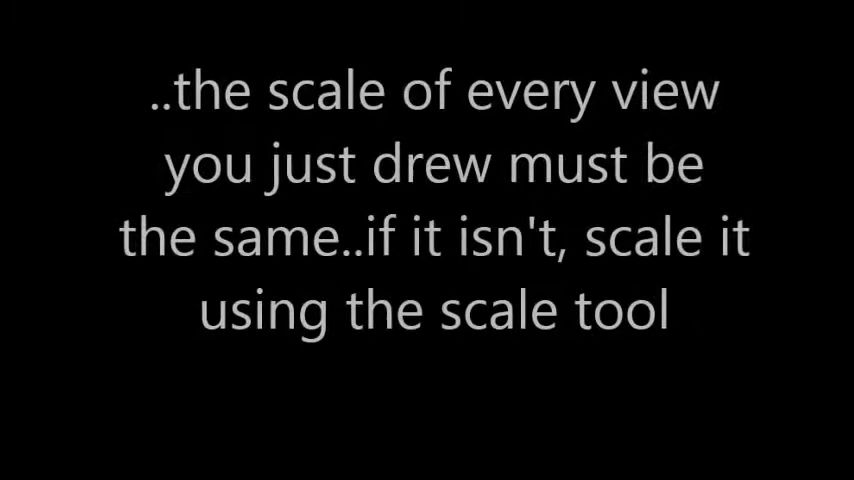 ..the scale of every view
you just drew must be
the same..if it isn't, scale it
using the scale tool